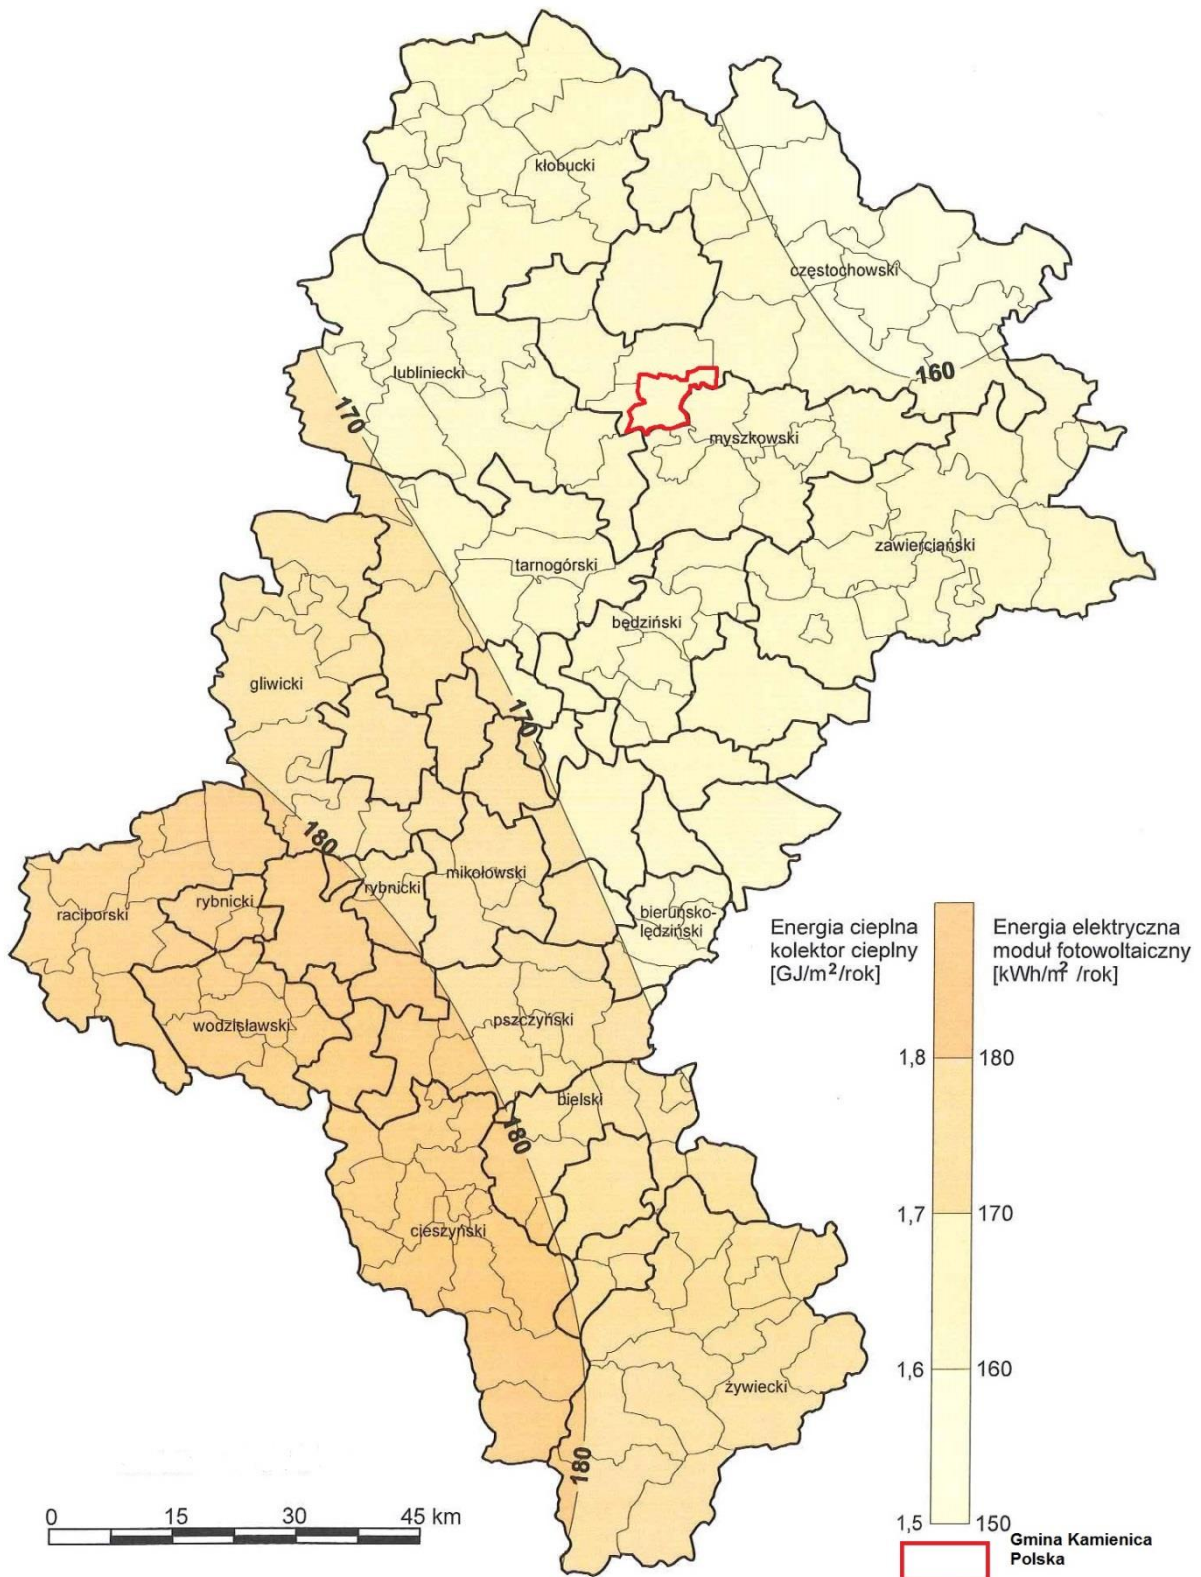 kłobucki
częstochowski
160
lubliniecki
170
myszkowski
zawierciański
tarnogórski
będziński
gliwicki
170
180
mikołowski
rybnicki
rybnicki
raciborski
bieruńsko-
lędziński
wodzisławski
pszczyński
bielski
180
cieszyński
żywiecki
180
Energia cieplna
kolektor cieplny
[GJ/m²/rok]
Energia elektryczna
moduł fotowoltaiczny
[kWh/m² /rok]
1,8 180
1,7 170
1,6 160
1,5 150
0 15 30 45 km
Gmina Kamienica
Polska